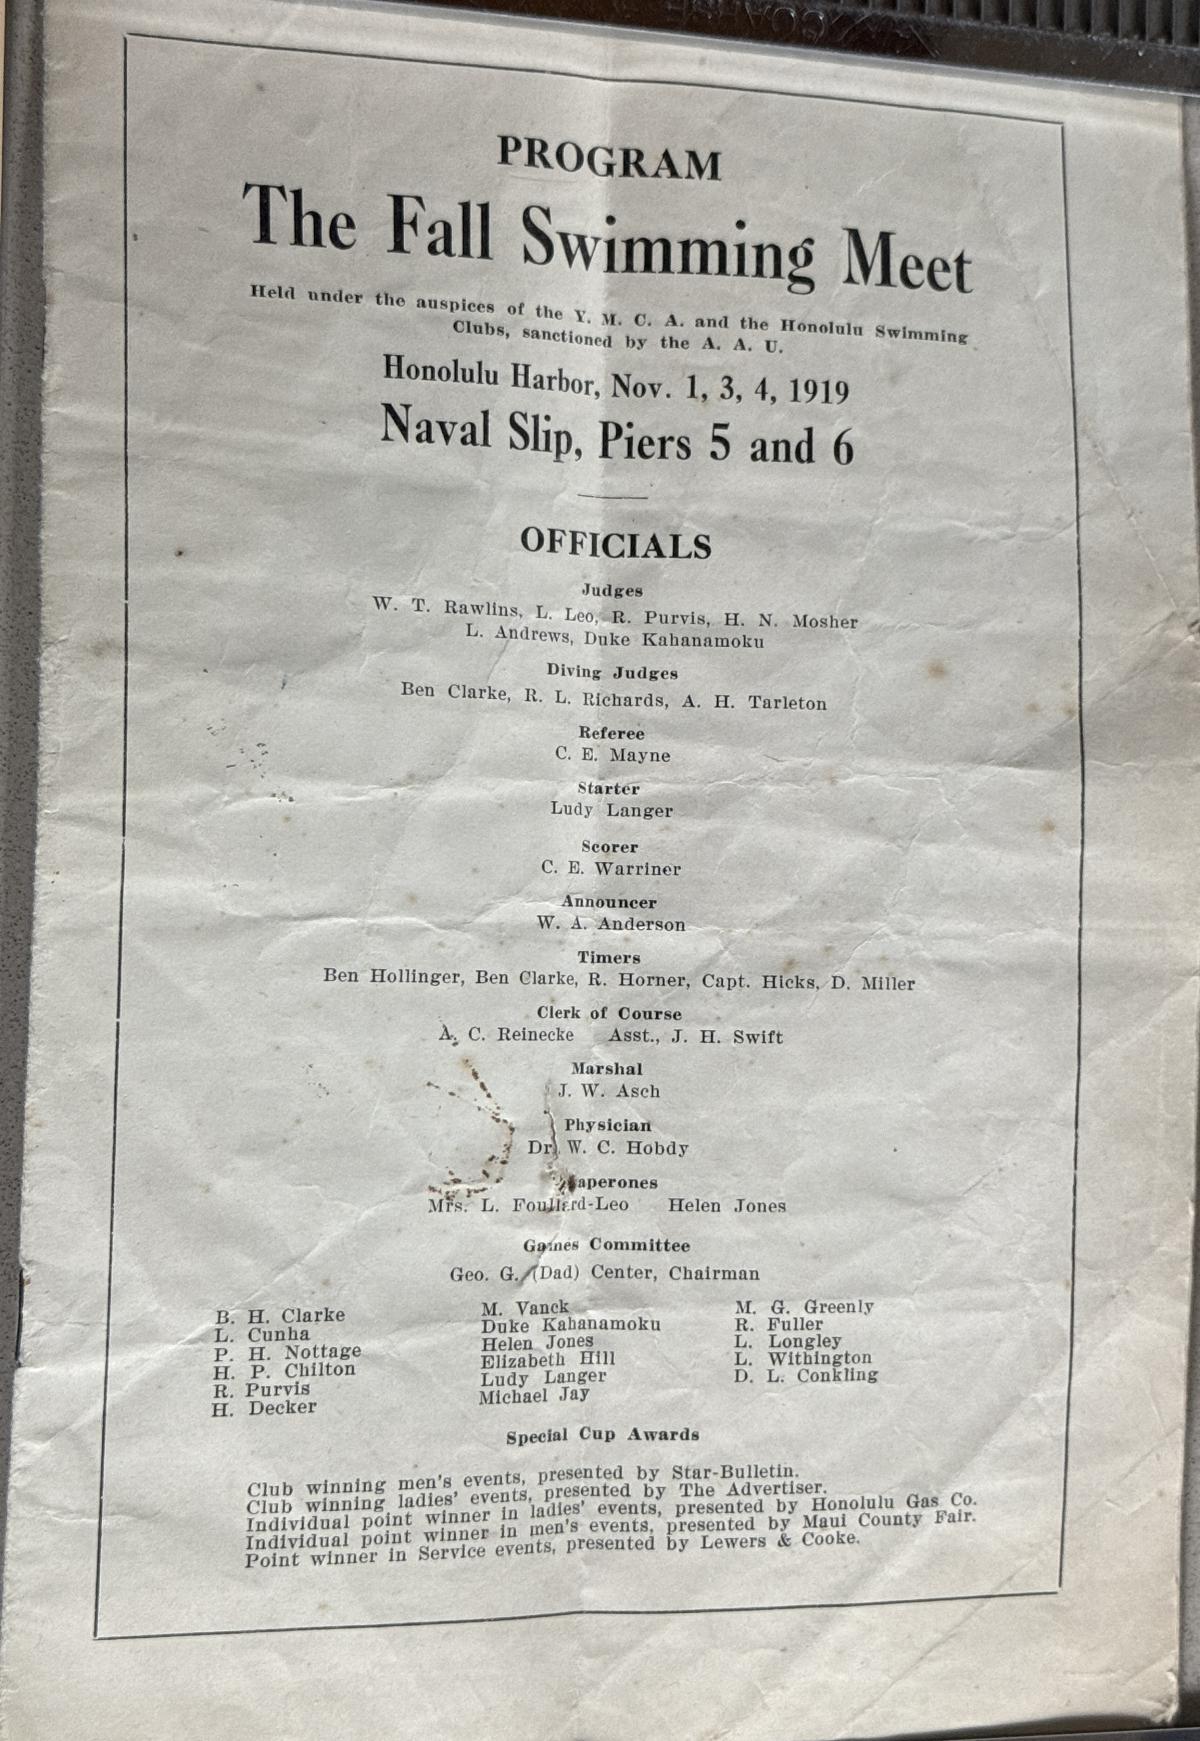 PROGRAM
The Fall Swimming Meet
Held under the auspices of the Y. M. C. A. and the Honolulu Swimming
Clubs, sanctioned by the A. A. U.
Honolulu Harbor, Nov. 1, 3, 4, 1919
Naval Slip, Piers 5 and 6
OFFICIALS
Judges
W. T. Rawlins, L. Leo, R. Purvis, H. N. Mosher
L. Andrews, Duke Kahanamoku
Diving Judges
Ben Clarke, R. L. Richards, A. H. Tarleton
Referee
C. E. Mayne
Starter
Ludy Langer
Scorer
C. E. Warriner
Announcer
W. A. Anderson
Timers
Ben Hollinger, Ben Clarke, R. Horner, Capt. Hicks, D. Miller
Clerk of Course
A. C. Reinecke Asst., J. H. Swift
Marshal
J. W. Asch
Physician
Dr. W. C. Hobdy
aperones
Mrs. L. Helen Jones
Games Committee
Geo. G. (Dad) Center, Chairman
B. H. Clarke
L. Cunha
P. H. Nottage
H. P. Chilton
R. Purvis
H. Decker
M. Vanck
Duke Kahanamoku
Helen Jones
Elizabeth Hill
Ludy Langer
Michael Jay
M. G. Greenly
R. Fuller
L. Longley
L. Withington
D. L. Conkling
Special Cup Awards
Club winning men's events, presented by Star-Bulletin.
Club winning ladies' events, presented by The Advertiser.
Individual point winner in ladies' events, presented by Honolulu Gas Co.
Individual point winner in men's events, presented by Maui County Fair.
Point winner in Service events, presented by Lewers & Cooke.